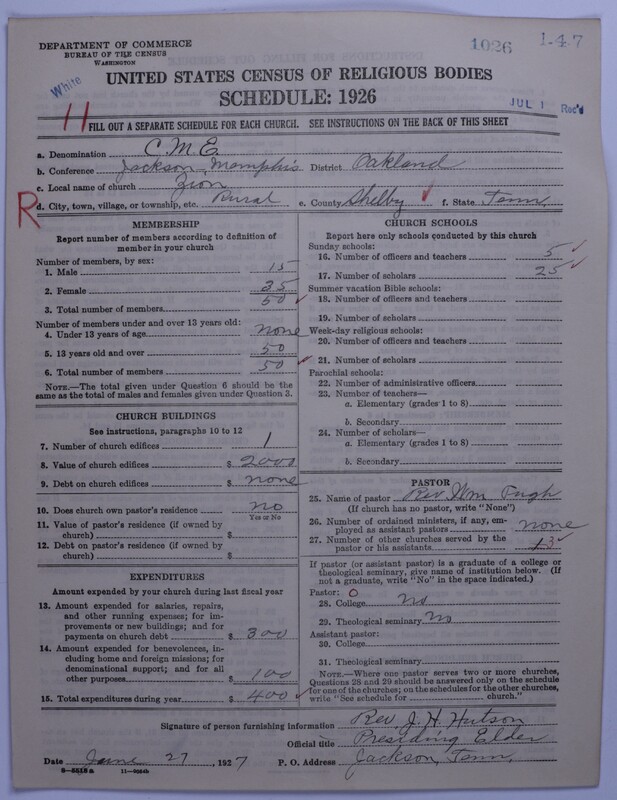 DEPARTMENT OF COMMERCE
BUREAU OF THE CENSUS
WASHINGTON
1026
1-47
White
UNITED STATES CENSUS OF RELIGIOUS BODIES
SCHEDULE: 1926
JUL 1 Rec'd
11
FILL OUT A SEPARATE SCHEDULE FOR EACH CHURCH. SEE INSTRUCTIONS ON THE BACK OF THIS SHEET
a. Denomination C. M. E.
b. Conference Jackson, Memphis District Oakland
c. Local name of church Zion
R d. City, town, village, or township, etc. Rural e. County Shelby f. State Tenn.
MEMBERSHIP
Report number of members according to definition of
member in your church
Number of members, by sex:
1. Male 15
2. Female 35
3. Total number of members 50
Number of members under and over 13 years old:
4. Under 13 years of age none
5. 13 years old and over 50
6. Total number of members 50
NOTE.—The total given under Question 6 should be
same as the total of males and females given under Question 3.
CHURCH BUILDINGS
See instructions, paragraphs 10 to 12
7. Number of church edifices 1
8. Value of church edifices $ 2000
9. Debt on church edifices $ none
10. Does church own pastor's residence no
Yes or No
11. Value of pastor's residence (if owned by
church) $
12. Debt on pastor's residence (if owned by
church) $
EXPENDITURES
Amount expended by your church during last fiscal year
13. Amount expended for salaries, repairs,
and other running expenses; for im-
provements or new buildings; and for
payments on church debt $ 300
14. Amount expended for benevolences, in-
cluding home and foreign missions; for
denominational support; and for all
other purposes $ 100
15. Total expenditures during year $ 400
CHURCH SCHOOLS
Report here only schools conducted by this church
Sunday schools:
16. Number of officers and teachers 5
17. Number of scholars 25
Summer vacation Bible schools:
18. Number of officers and teachers
19. Number of scholars
Week-day religious schools:
20. Number of officers and teachers
21. Number of scholars
Parochial schools:
22. Number of administrative officers
23. Number of teachers—
a. Elementary (grades 1 to 8)
b. Secondary
24. Number of scholars—
a. Elementary (grades 1 to 8)
b. Secondary
PASTOR
25. Name of pastor Rev. Wm Pugh
(If church has no pastor, write "None")
26. Number of ordained ministers, if any, em-
ployed as assistant pastors none
27. Number of other churches served by the
pastor or his assistants 3
If pastor (or assistant pastor) is a graduate of a college or
theological seminary, give name of institution below. (If
not a graduate, write "No" in the space indicated.)
Pastor: 0
28. College no
29. Theological seminary No
Assistant pastor:
30. College
31. Theological seminary
NOTE.—Where one pastor serves two or more churches,
Questions 28 and 29 should be answered only on the schedule
for one of the churches; on the schedules for the other churches,
write "See schedule for church."
Signature of person furnishing information Rev. J. H. Hutson
Official title Presiding Elder
Date June 27, 1927 P. O. Address Jackson, Tenn.